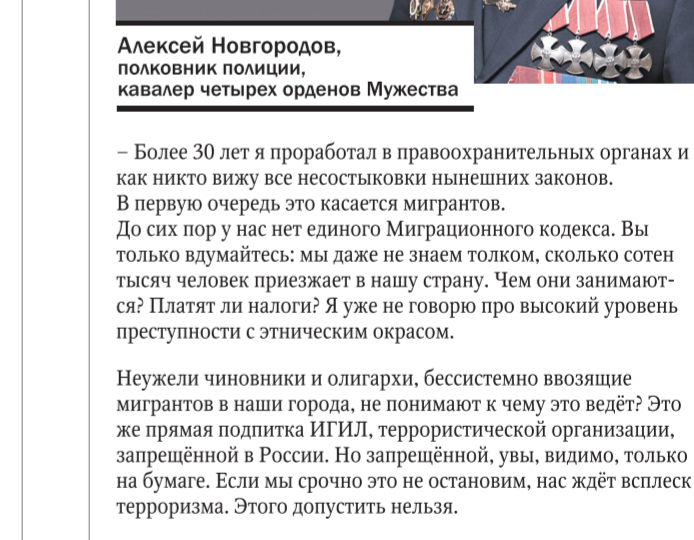 Алексей Новгородов,
полковник полиции,
кавалер четырех орденов Мужества
– Более 30 лет я проработал в правоохранительных органах и
как никто вижу все несостыковки нынешних законов.
В первую очередь это касается мигрантов.
До сих пор у нас нет единого Миграционного кодекса. Вы
только вдумайтесь: мы даже не знаем толком, сколько сотен
тысяч человек приезжает в нашу страну. Чем они занимают-
ся? Платят ли налоги? Я уже не говорю про высокий уровень
преступности с этническим окрасом.
Неужели чиновники и олигархи, бессистемно ввозящие
мигрантов в наши города, не понимают к чему это ведёт? Это
же прямая подпитка ИГИЛ, террористической организации,
запрещённой в России. Но запрещённой, увы, видимо, только
на бумаге. Если мы срочно это не остановим, нас ждёт всплеск
терроризма. Этого допустить нельзя.